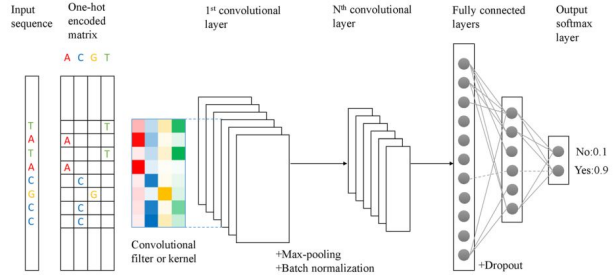 Input
sequence
One-hot
encoded
matrix
1st convolutional
layer
Nth convolutional
layer
Fully connected
layers
Output
softmax
layer
A C G T
T
A
T
A
C
G
C
C
T
A
T
A
C
G
C
C
No:0.1
Yes:0.9
Convolutional
filter or kernel
+Max-pooling
+Batch normalization
+Dropout